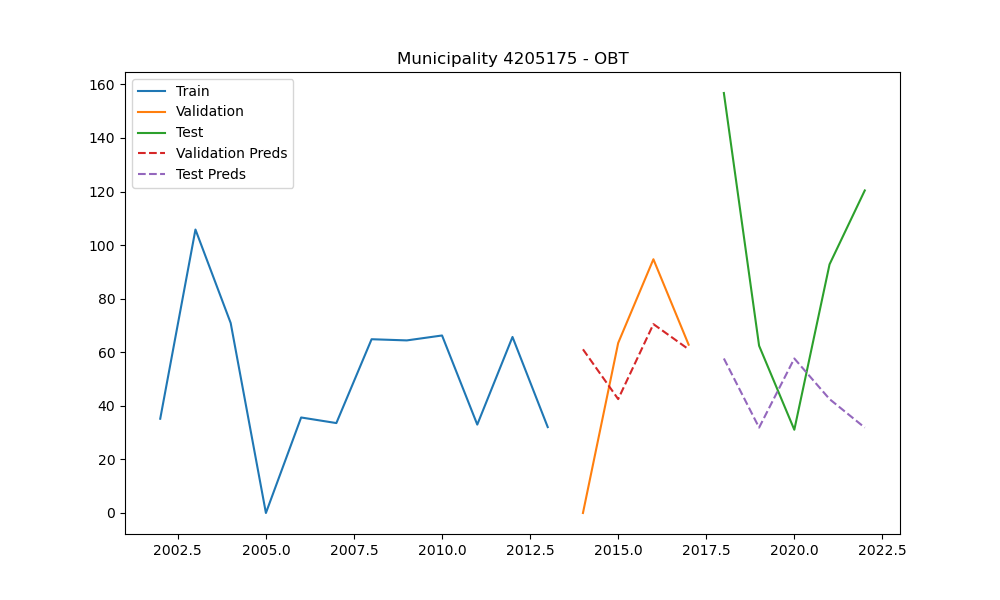 Municipality 4205175 - OBT
Train
Validation
Test
Validation Preds
Test Preds
160
140
120
100
80
60
40
20
0
2002.5 2005.0 2007.5 2010.0 2012.5 2015.0 2017.5 2020.0 2022.5